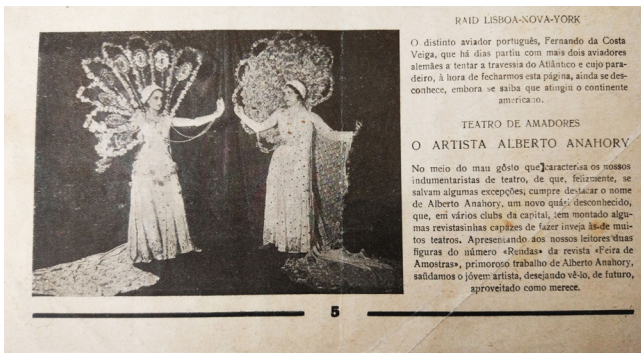 RAID LISBOA-NOVA-YORK
O distinto aviador português, Fernando da Costa
Veiga, que há dias partiu com mais dois aviadores
alemães a tentar a travessia do Atlântico e cujo para-
deiro, à hora de fecharmos esta página, ainda se des-
conhece, embora se saiba que atingiu o continente
americano.
TEATRO DE AMADORES
O ARTISTA ALBERTO ANAHORY
No meio do mau gôsto que caracterisa os nossos
indumentaristas de teatro, de que, felizmente, se
salvam algumas excepções, cumpre destacar o nome
de Alberto Anahory, um novo quási desconhecido,
que, em vários clubs da capital, tem montado algu-
mas revistasinhas capazes de fazer inveja às de mui-
tos teatros. Apresentando aos nossos leitores duas
figuras do número «Rendas» da revista «Feira de
Amostras», primoroso trabalho de Alberto Anahory,
saüdamos o jóvem artista, desejando vê-lo, de futuro,
aproveitado como merece.
5